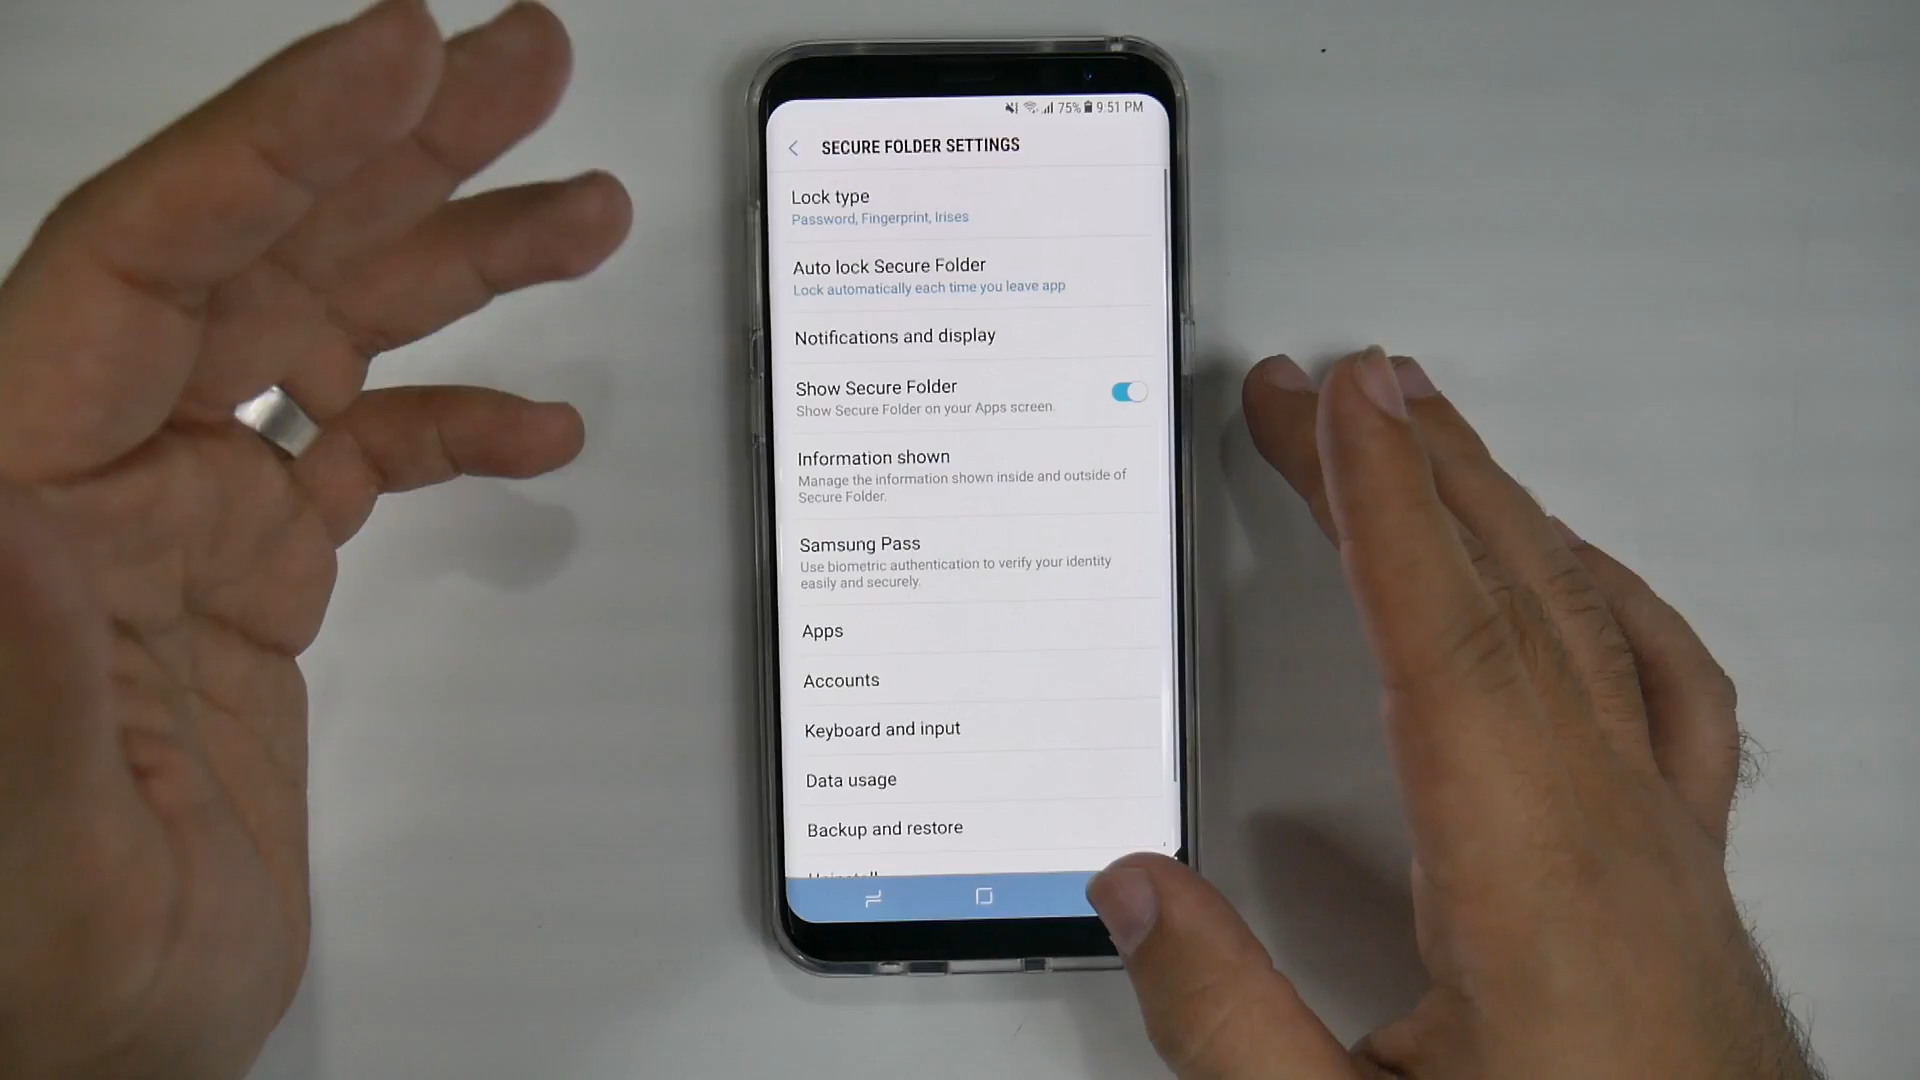 75% 9:51 PM
SECURE FOLDER SETTINGS
Lock type
Password, Fingerprint, Irises
Auto lock Secure Folder
Lock automatically each time you leave app
Notifications and display
Show Secure Folder
Show Secure Folder on your Apps screen.
Information shown
Manage the information shown inside and outside of
Secure Folder.
Samsung Pass
Use biometric authentication to verify your identity
easily and securely.
Apps
Accounts
Keyboard and input
Data usage
Backup and restore